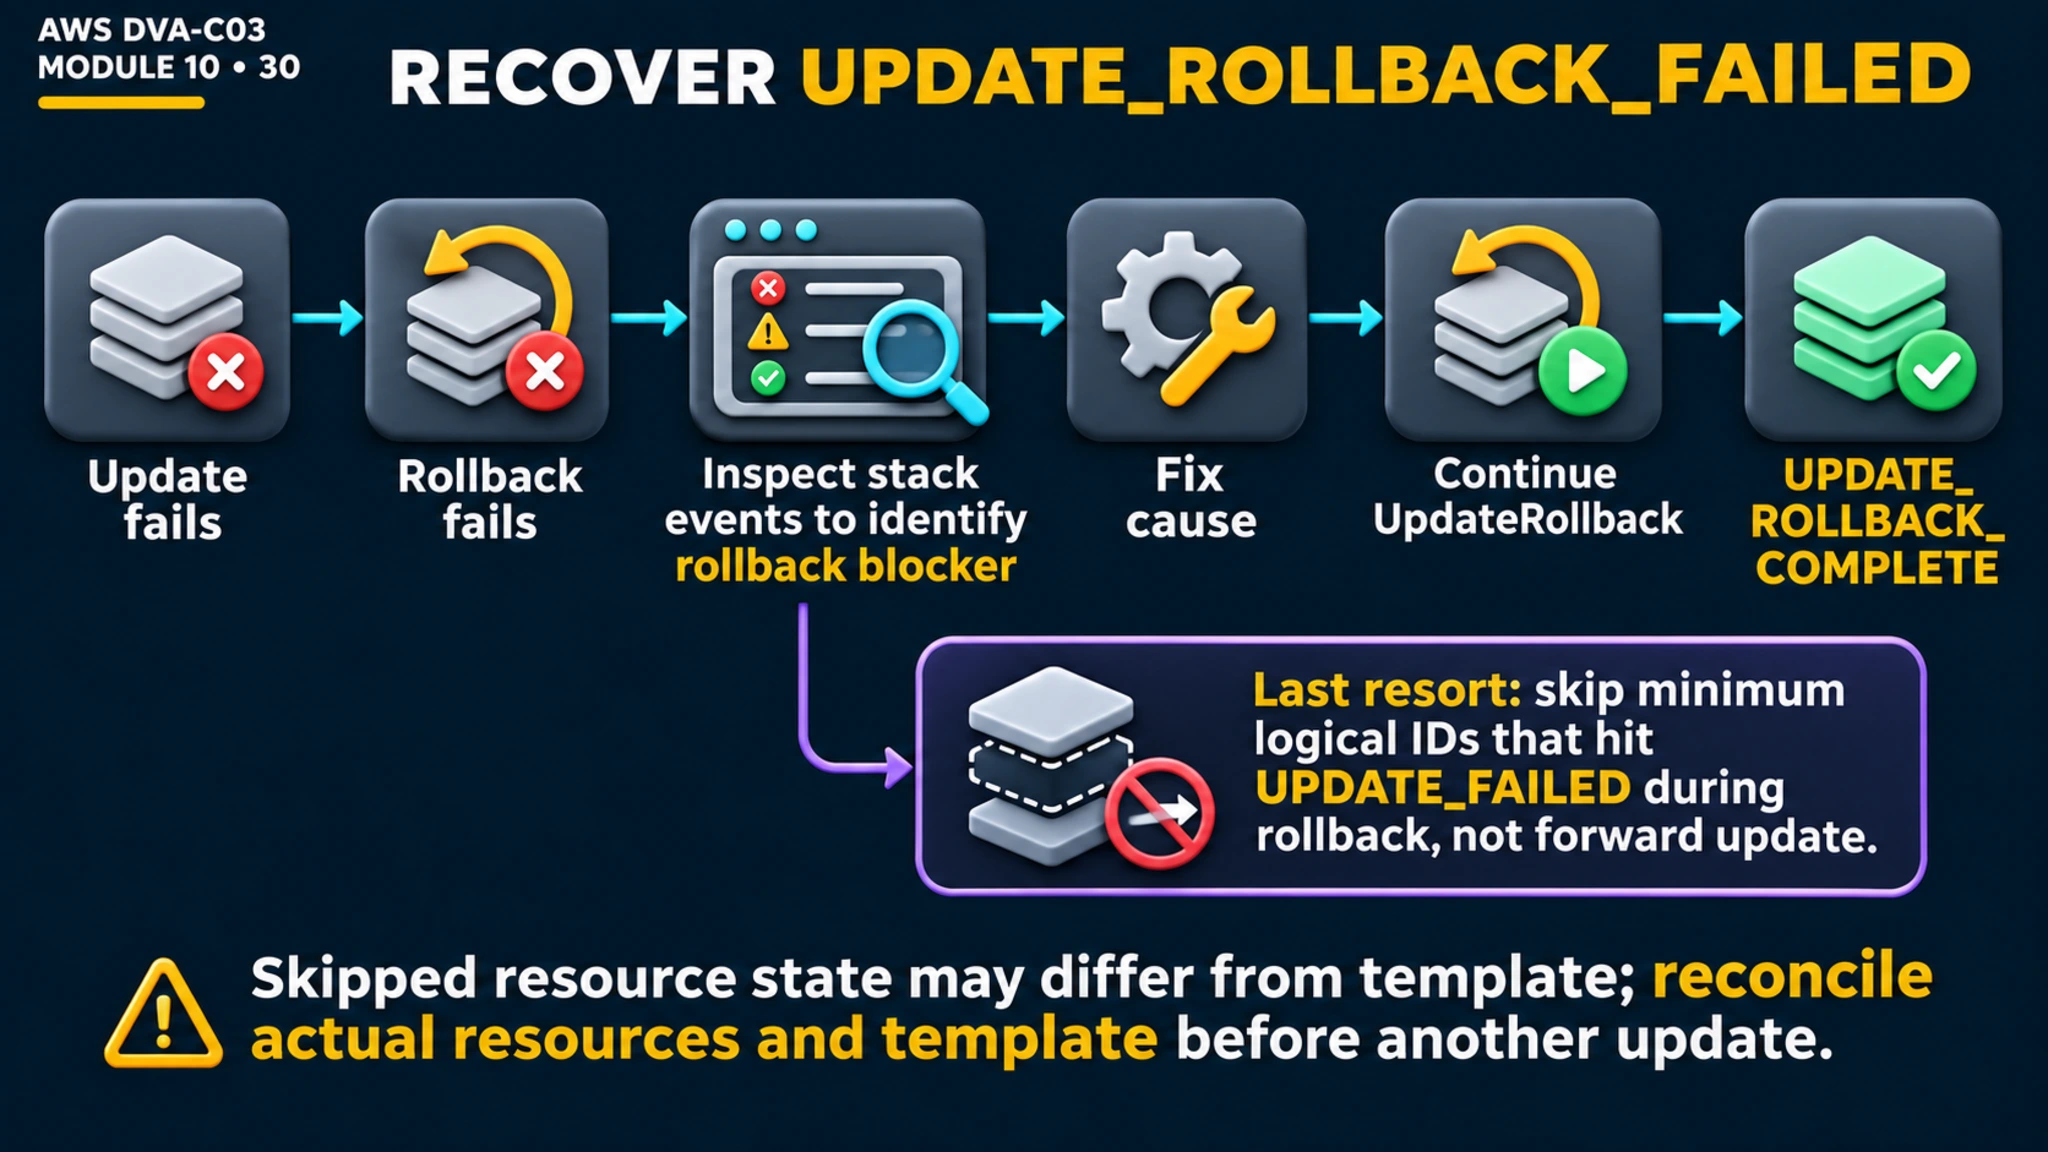 AWS DVA-C03
MODULE 10 • 30
RECOVER UPDATE_ROLLBACK_FAILED
Update
fails
Rollback
fails
Inspect stack
events to identify
rollback blocker
Fix
cause
Continue
UpdateRollback
UPDATE_
ROLLBACK_
COMPLETE
Last resort: skip minimum
logical IDs that hit
UPDATE_FAILED during
rollback, not forward update.
Skipped resource state may differ from template; reconcile
actual resources and template before another update.